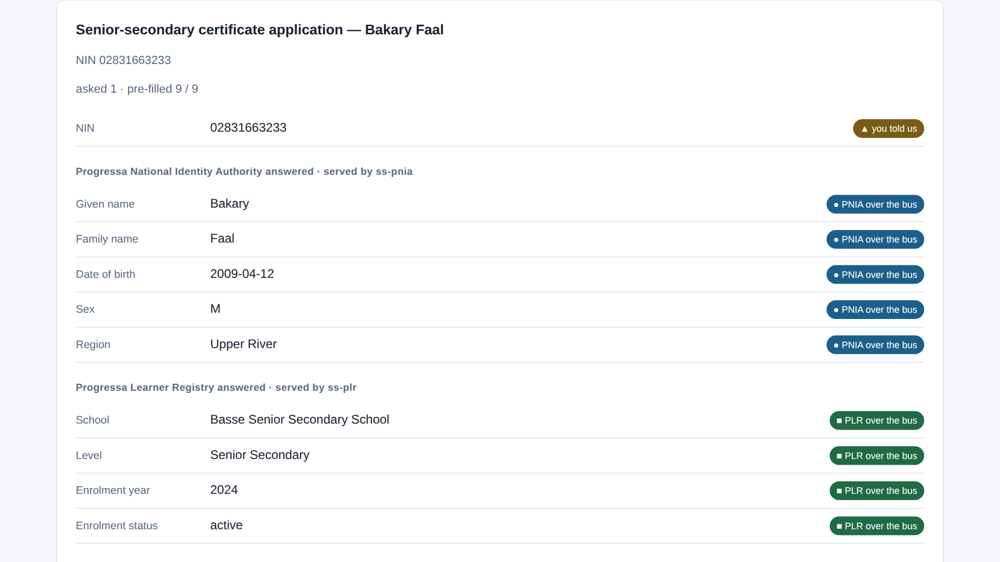 Senior-secondary certificate application — Bakary Faal
NIN 02831663233
asked 1 · pre-filled 9 / 9
NIN 02831663233 ▲ you told us
Progressa National Identity Authority answered · served by ss-pnia
Given name Bakary ● PNIA over the bus
Family name Faal ● PNIA over the bus
Date of birth 2009-04-12 ● PNIA over the bus
Sex M ● PNIA over the bus
Region Upper River ● PNIA over the bus
Progressa Learner Registry answered · served by ss-plr
School Basse Senior Secondary School ■ PLR over the bus
Level Senior Secondary ■ PLR over the bus
Enrolment year 2024 ■ PLR over the bus
Enrolment status active ■ PLR over the bus